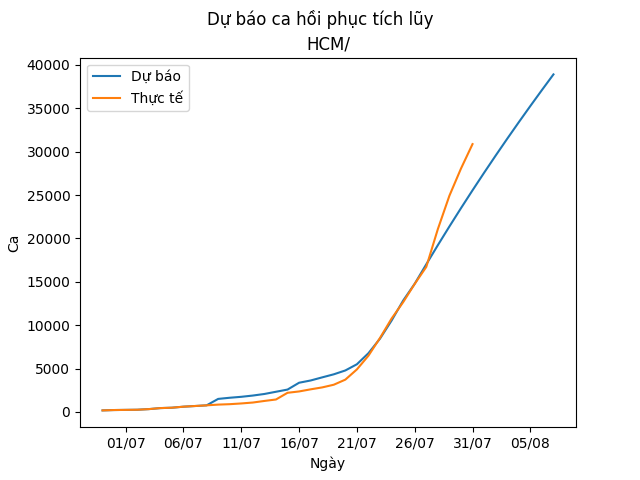 Dự báo ca hồi phục tích lũy
HCM/
Dự báo
Thực tế
40000
35000
30000
25000
20000
15000
10000
5000
0
Ca
01/07 06/07 11/07 16/07 21/07 26/07 31/07 05/08
Ngày